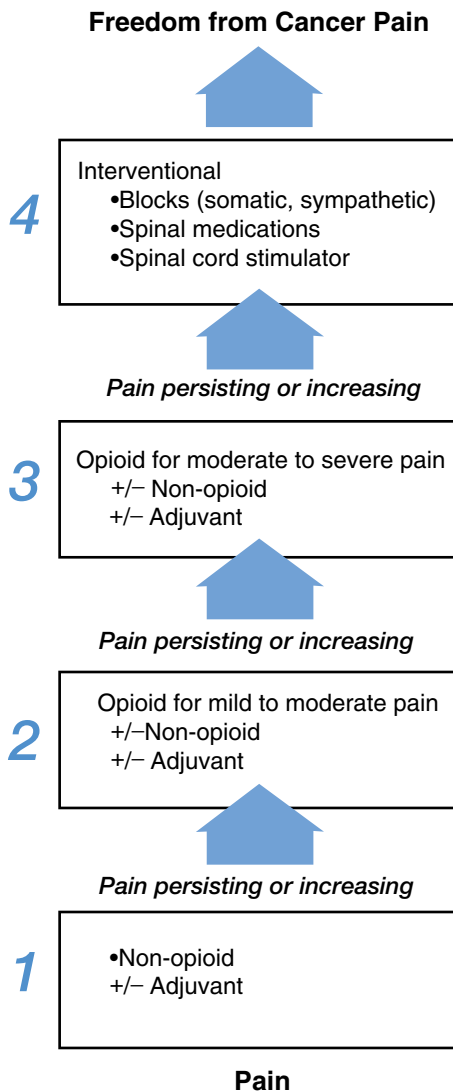 Freedom from Cancer Pain
4
Interventional
•Blocks (somatic, sympathetic)
•Spinal medications
•Spinal cord stimulator
Pain persisting or increasing
3
Opioid for moderate to severe pain
+/– Non-opioid
+/– Adjuvant
Pain persisting or increasing
2
Opioid for mild to moderate pain
+/–Non-opioid
+/– Adjuvant
Pain persisting or increasing
1
•Non-opioid
+/– Adjuvant
Pain